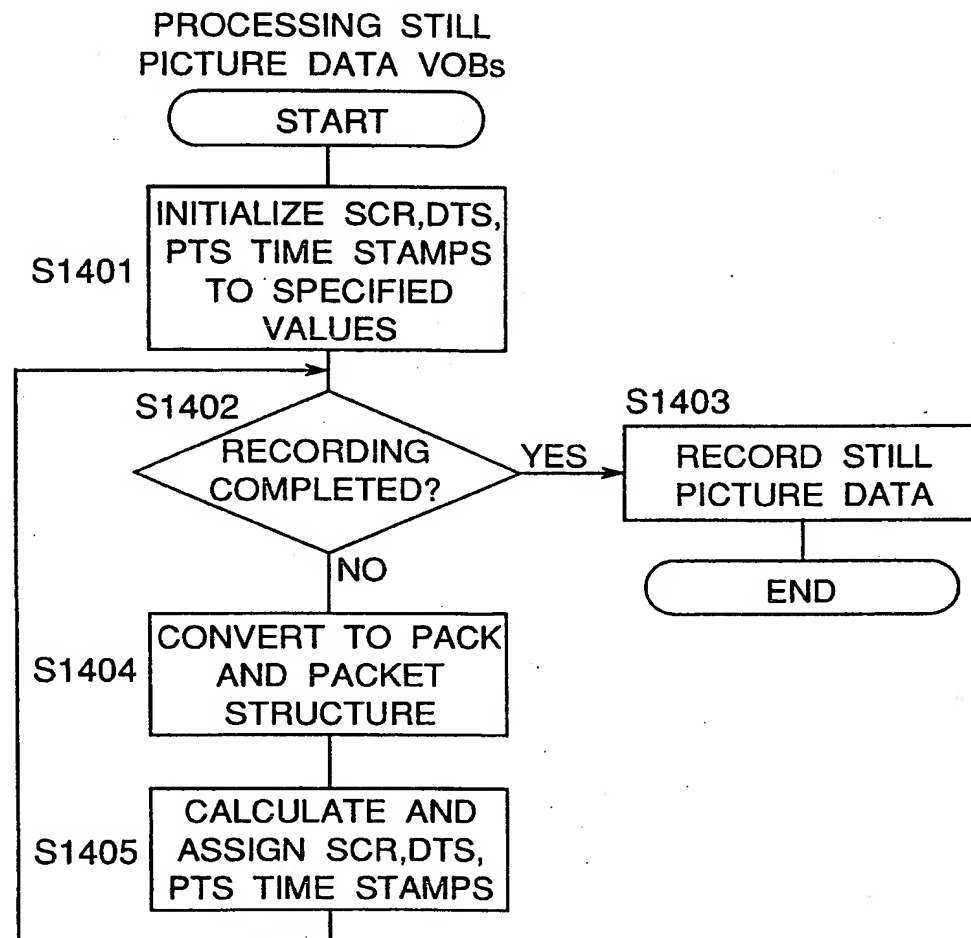 PROCESSING STILL
PICTURE DATA VOBs
START
S1401
INITIALIZE SCR,DTS,
PTS TIME STAMPS
TO SPECIFIED
VALUES
S1402
RECORDING
COMPLETED?
YES
S1403
RECORD STILL
PICTURE DATA
END
NO
S1404
CONVERT TO PACK
AND PACKET
STRUCTURE
S1405
CALCULATE AND
ASSIGN SCR,DTS,
PTS TIME STAMPS